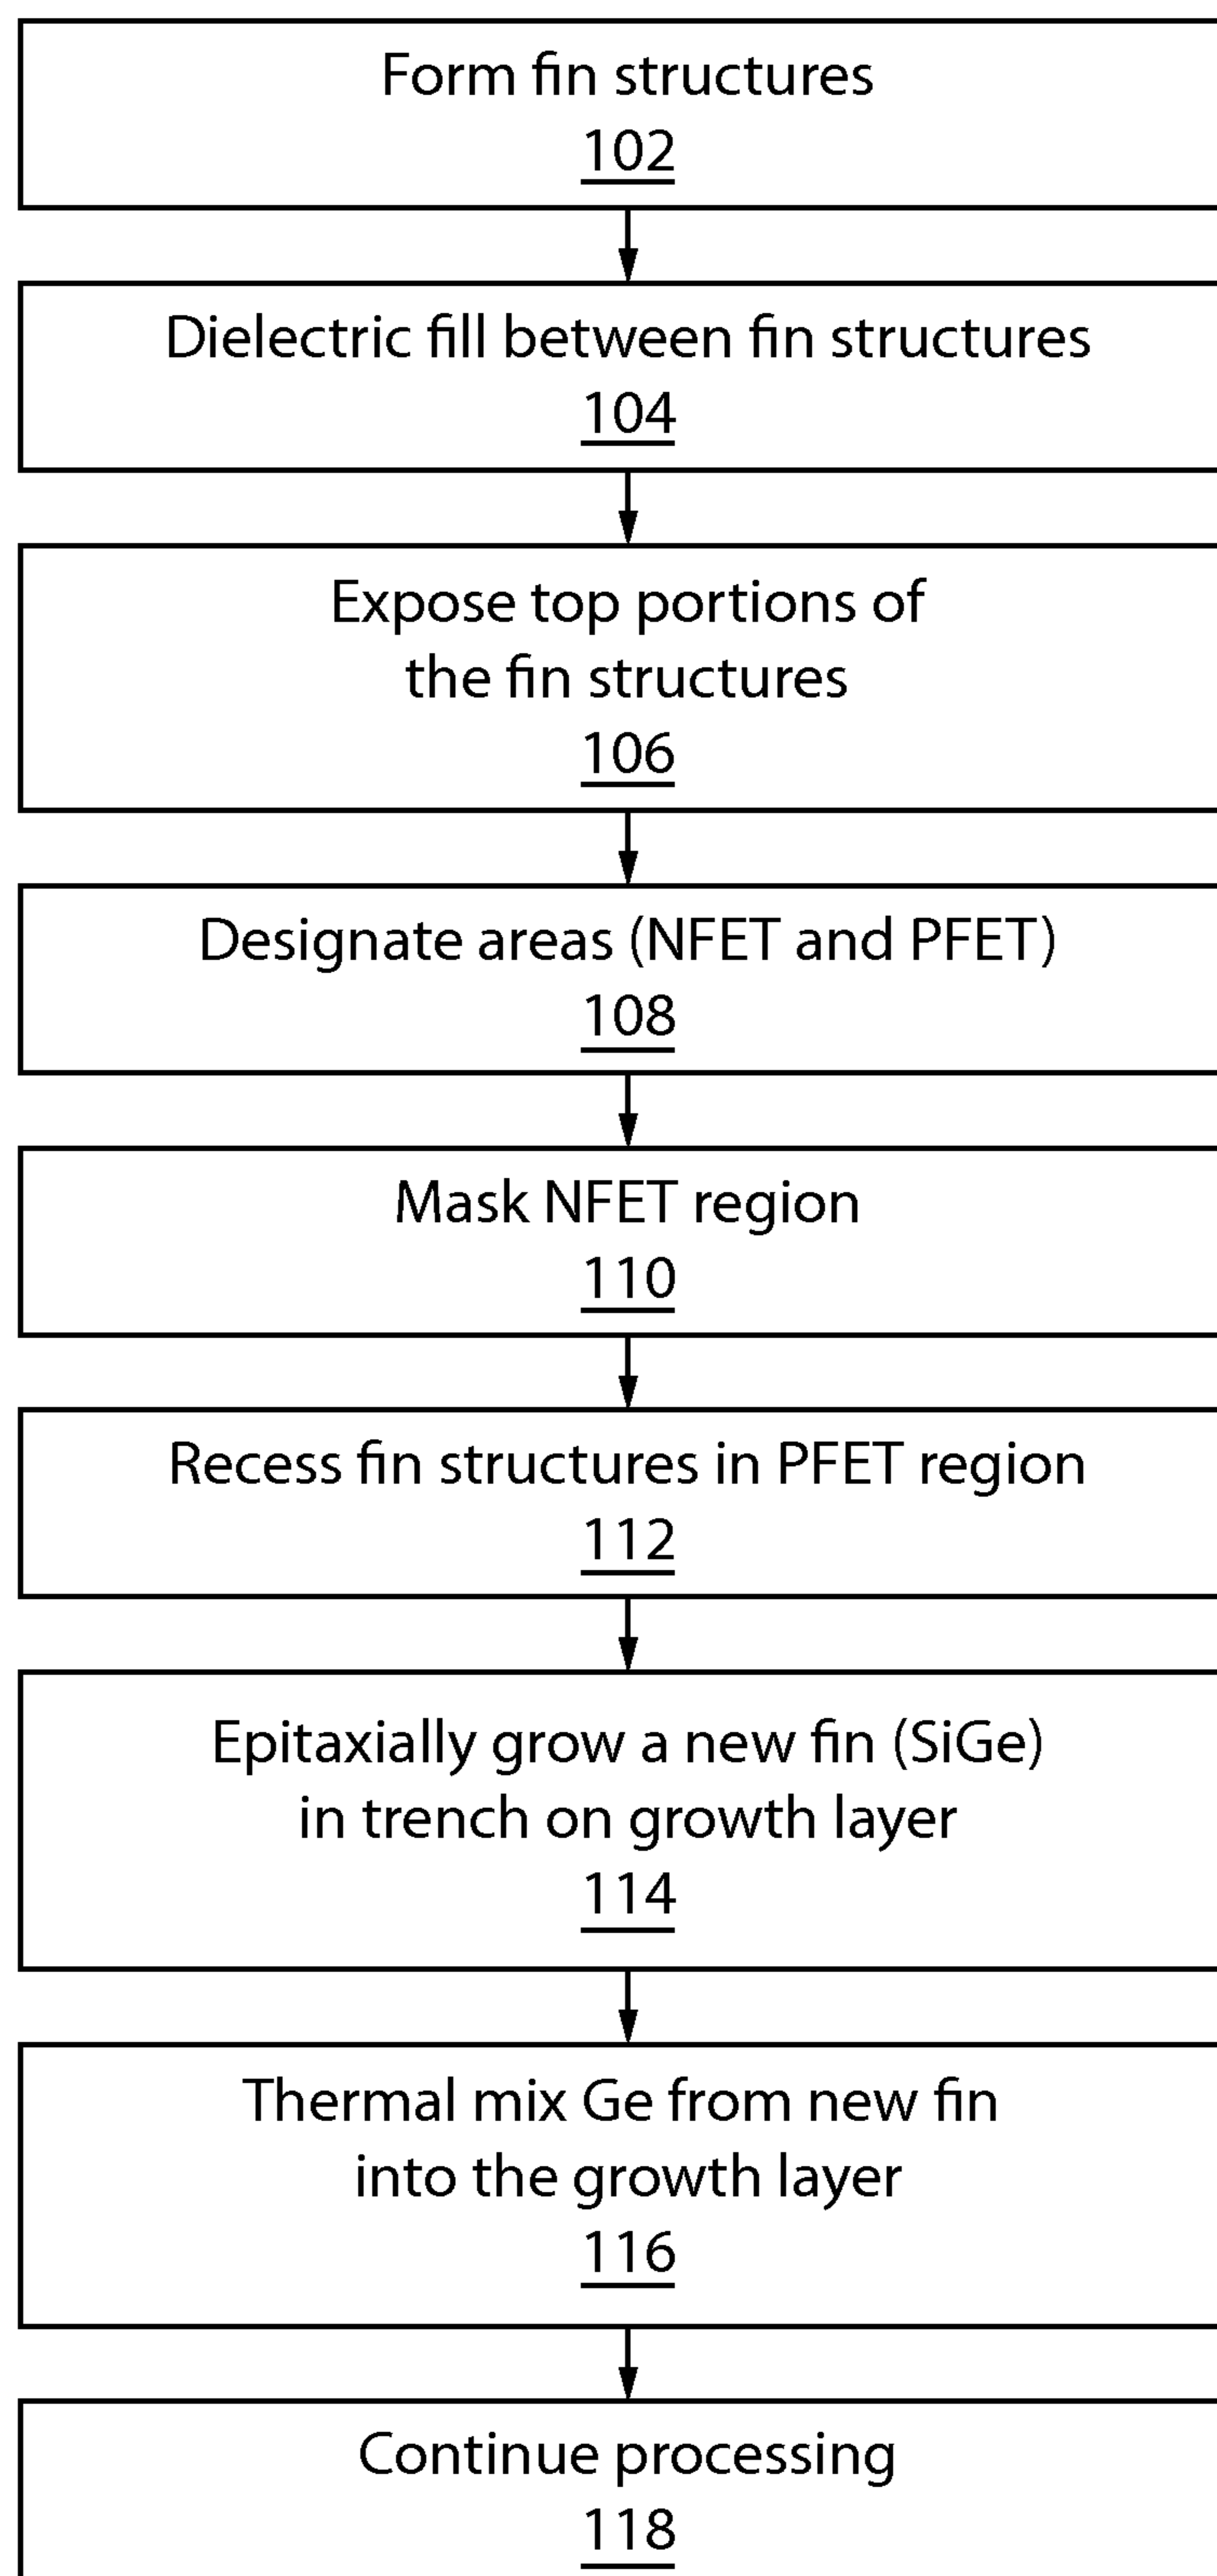 Form fin structures
102
Dielectric fill between fin structures
104
Expose top portions of
the fin structures
106
Designate areas (NFET and PFET)
108
Mask NFET region
110
Recess fin structures in PFET region
112
Epitaxially grow a new fin (SiGe)
in trench on growth layer
114
Thermal mix Ge from new fin
into the growth layer
116
Continue processing
118